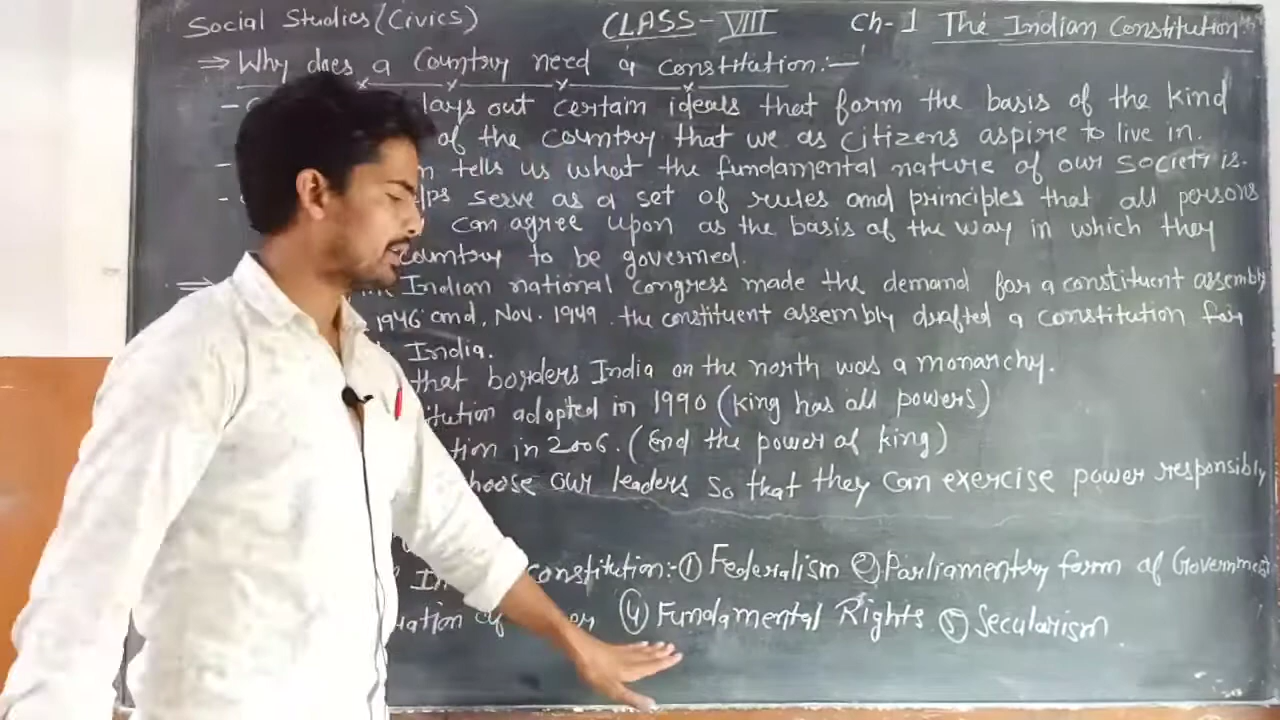 Social Studies (Civics) CLASS-VIII Ch-1 The Indian Constitution:-
⇒ Why does a Country need a constitution:-
lays out certain ideals that form the basis of the kind
of the country that we as citizens aspire to live in.
tells us what the fundamental nature of our society is.
serve as a set of rules and principles that all persons
can agree upon as the basis of the way in which they
country to be governed.
Indian national congress made the demand for a constituent assembly
1946 and, Nov. 1949 the constituent assembly drafted a constitution for
India.
that borders India on the north was a monarchy.
adopted in 1990 (King has all powers)
in 2006. (End the power of king)
our leaders so that they can exercise power responsibly
constitution:- ① Federalism ② Parliamentry form of Government
④ Fundamental Rights ⑤ Secularism